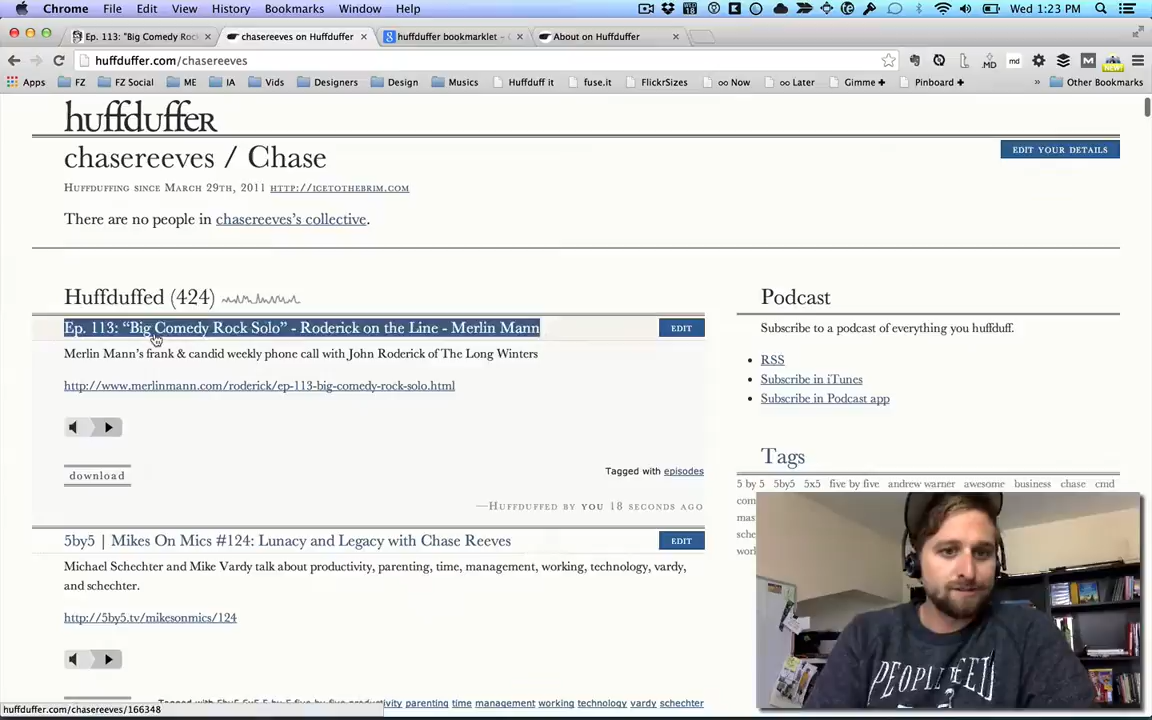 Chrome File Edit View History Bookmarks Window Help Wed 1:23 PM
Ep. 113: "Big Comedy Rock
chasereeves on Huffduffer
huffduffer bookmarklet -
About on Huffduffer
huffduffer.com/chasereeves
Apps FZ FZ Social ME IA Vids Designers Design Musics Huffduff it fuse.it FlickrSizes oo Now oo Later Gimme + Pinboard + » Other Bookmarks
huffduffer
chasereeves / Chase
EDIT YOUR DETAILS
Huffduffing since March 29th, 2011 http://icetothebrim.com
There are no people in chasereeves's collective.
Huffduffed (424)
Ep. 113: “Big Comedy Rock Solo” - Roderick on the Line - Merlin Mann
EDIT
Merlin Mann's frank & candid weekly phone call with John Roderick of The Long Winters
http://www.merlinmann.com/roderick/ep-113-big-comedy-rock-solo.html
download
Tagged with episodes
—Huffduffed by you 18 seconds ago
5by5 | Mikes On Mics #124: Lunacy and Legacy with Chase Reeves
EDIT
Michael Schechter and Mike Vardy talk about productivity, parenting, time, management, working, technology, vardy,
and schechter.
http://5by5.tv/mikesonmics/124
parenting time management working technology vardy schechter
huffduffer.com/chasereeves/166348
Podcast
Subscribe to a podcast of everything you huffduff.
RSS
Subscribe in iTunes
Subscribe in Podcast app
Tags
5 by 5 5by5 5x5 five by five andrew warner awesome business chase cmd
PEOPLE